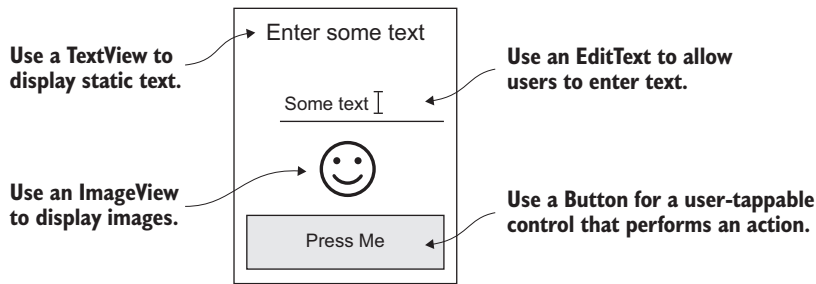 Enter some text
Use a TextView to
display static text.
Use an EditText to allow
users to enter text.
Some text
Use an ImageView
to display images.
Use a Button for a user-tappable
control that performs an action.
Press Me